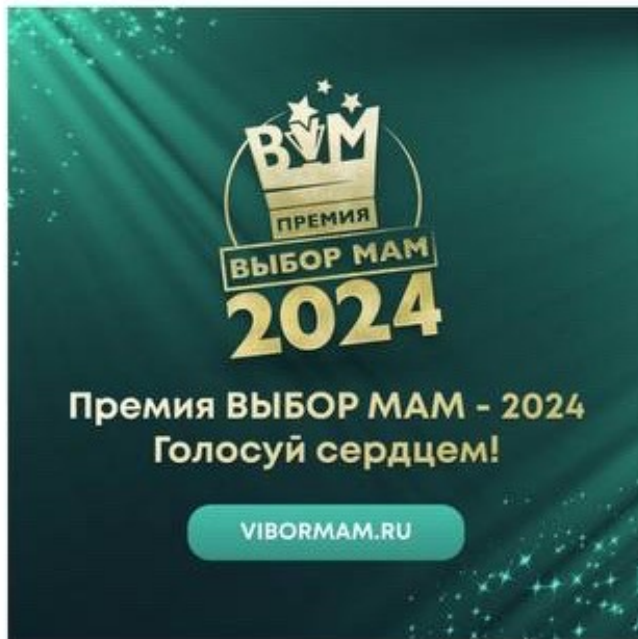 ВМ
ПРЕМИЯ
ВЫБОР МАМ
2024
Премия ВЫБОР МАМ - 2024
Голосуй сердцем!
VIBORMAM.RU